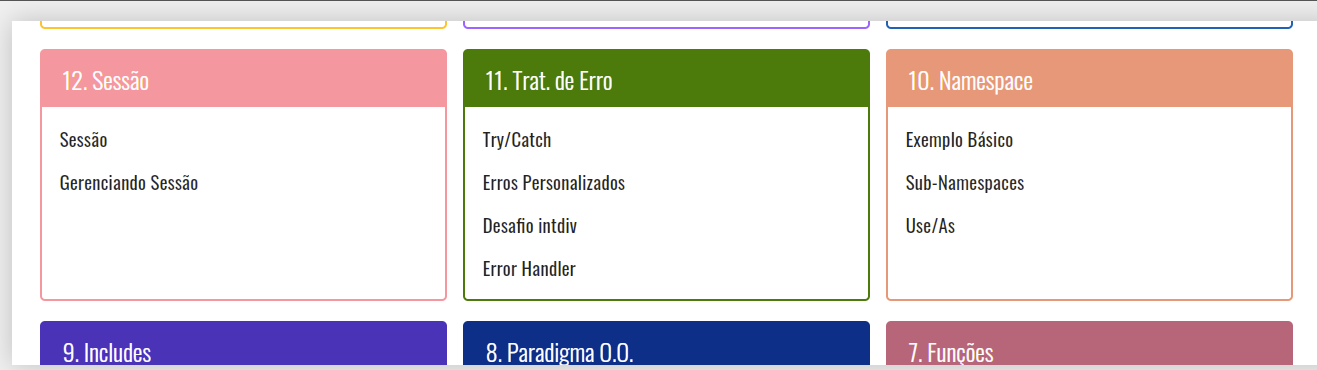 12. Sessão
Sessão
Gerenciando Sessão
11. Trat. de Erro
Try/Catch
Erros Personalizados
Desafio intdiv
Error Handler
10. Namespace
Exemplo Básico
Sub-Namespaces
Use/As
9. Includes
8. Paradigma O.O.
7. Funções